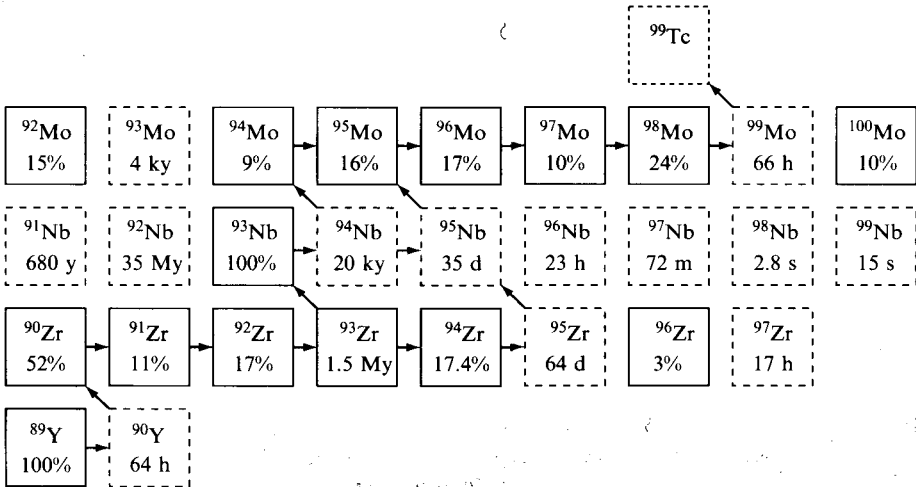 ⁹⁹Tc
⁹²Mo ⁹³Mo ⁹⁴Mo ⁹⁵Mo ⁹⁶Mo ⁹⁷Mo ⁹⁸Mo ⁹⁹Mo ¹⁰⁰Mo
15% 4 ky 9% 16% 17% 10% 24% 66 h 10%
⁹¹Nb ⁹²Nb ⁹³Nb ⁹⁴Nb ⁹⁵Nb ⁹⁶Nb ⁹⁷Nb ⁹⁸Nb ⁹⁹Nb
680 y 35 My 100% 20 ky 35 d 23 h 72 m 2.8 s 15 s
⁹⁰Zr ⁹¹Zr ⁹²Zr ⁹³Zr ⁹⁴Zr ⁹⁵Zr ⁹⁶Zr ⁹⁷Zr
52% 11% 17% 1.5 My 17.4% 64 d 3% 17 h
⁸⁹Y ⁹⁰Y
100% 64 h